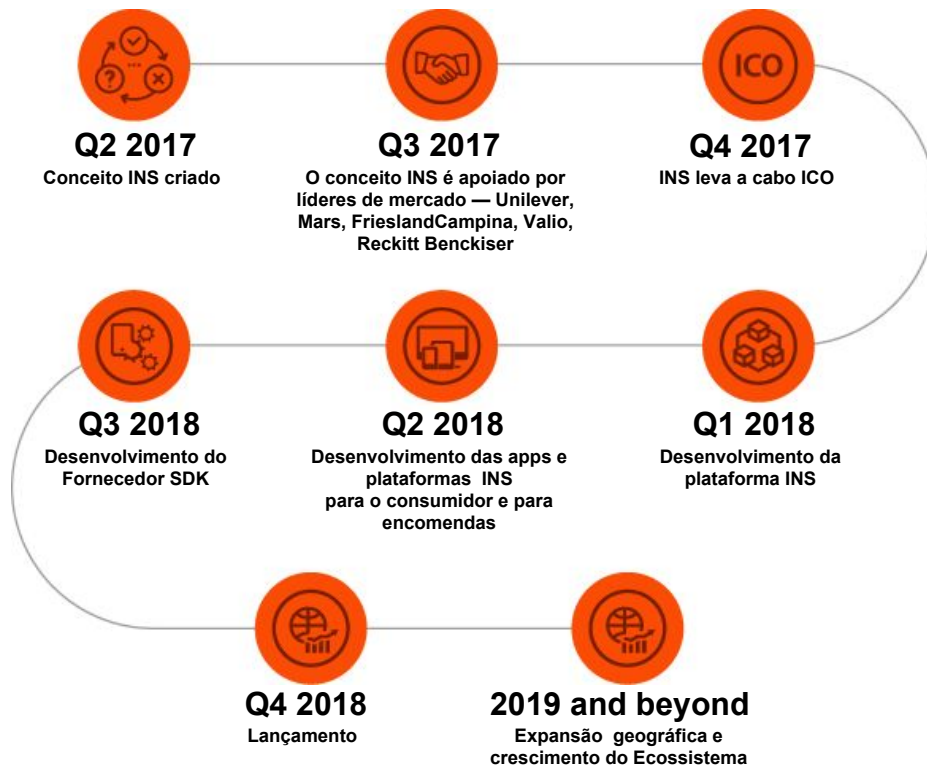 ICO
Q2 2017
Conceito INS criado
Q3 2017
O conceito INS é apoiado por
líderes de mercado — Unilever,
Mars, FrieslandCampina, Valio,
Reckitt Benckiser
Q4 2017
INS leva a cabo ICO
Q3 2018
Desenvolvimento do
Fornecedor SDK
Q2 2018
Desenvolvimento das apps e
plataformas INS
para o consumidor e para
encomendas
Q1 2018
Desenvolvimento da
plataforma INS
Q4 2018
Lançamento
2019 and beyond
Expansão geográfica e
crescimento do Ecossistema